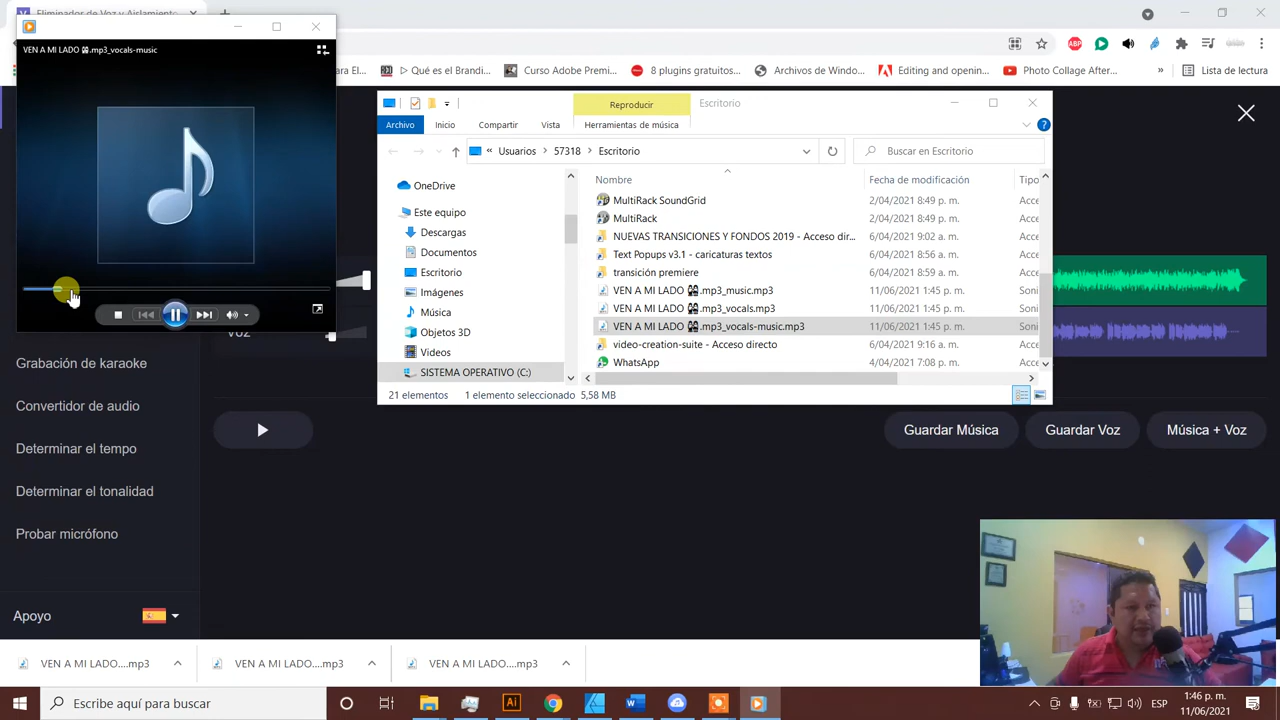 Eliminador de Voz y Aislamiento
VEN A MI LADO 👯.mp3_vocals-music
ABP
ara El...
› Qué es el Brandi...
Curso Adobe Premi...
8 plugins gratuitos...
Archivos de Windo...
Editing and openin...
Photo Collage After...
»
Lista de lectura
Reproducir
Escritorio
Archivo
Inicio
Compartir
Vista
Herramientas de música
« Usuarios › 57318 › Escritorio
Buscar en Escritorio
OneDrive
Este equipo
Descargas
Documentos
Escritorio
Imágenes
Música
Objetos 3D
Videos
SISTEMA OPERATIVO (C:)
Nombre
Fecha de modificación
Tipo
MultiRack SoundGrid 2/04/2021 8:49 p. m. Acce
MultiRack 2/04/2021 8:49 p. m. Acce
NUEVAS TRANSICIONES Y FONDOS 2019 - Acceso dir... 6/04/2021 9:02 a. m. Acce
Text Popups v3.1 - caricaturas textos 6/04/2021 8:56 a. m. Acce
transición premiere 6/04/2021 8:59 a. m. Acce
VEN A MI LADO 👯.mp3_music.mp3 11/06/2021 1:45 p. m. Soni
VEN A MI LADO 👯.mp3_vocals.mp3 11/06/2021 1:45 p. m. Soni
VEN A MI LADO 👯.mp3_vocals-music.mp3 11/06/2021 1:45 p. m. Soni
video-creation-suite - Acceso directo 6/04/2021 9:16 a. m. Acce
WhatsApp 4/04/2021 7:08 p. m. Acce
21 elementos
1 elemento seleccionado 5,58 MB
Voz
Grabación de karaoke
Convertidor de audio
Determinar el tempo
Determinar el tonalidad
Probar micrófono
Guardar Música
Guardar Voz
Música + Voz
Apoyo
VEN A MI LADO....mp3
VEN A MI LADO....mp3
VEN A MI LADO....mp3
Escribe aquí para buscar
Ai
ESP
1:46 p. m.
11/06/2021